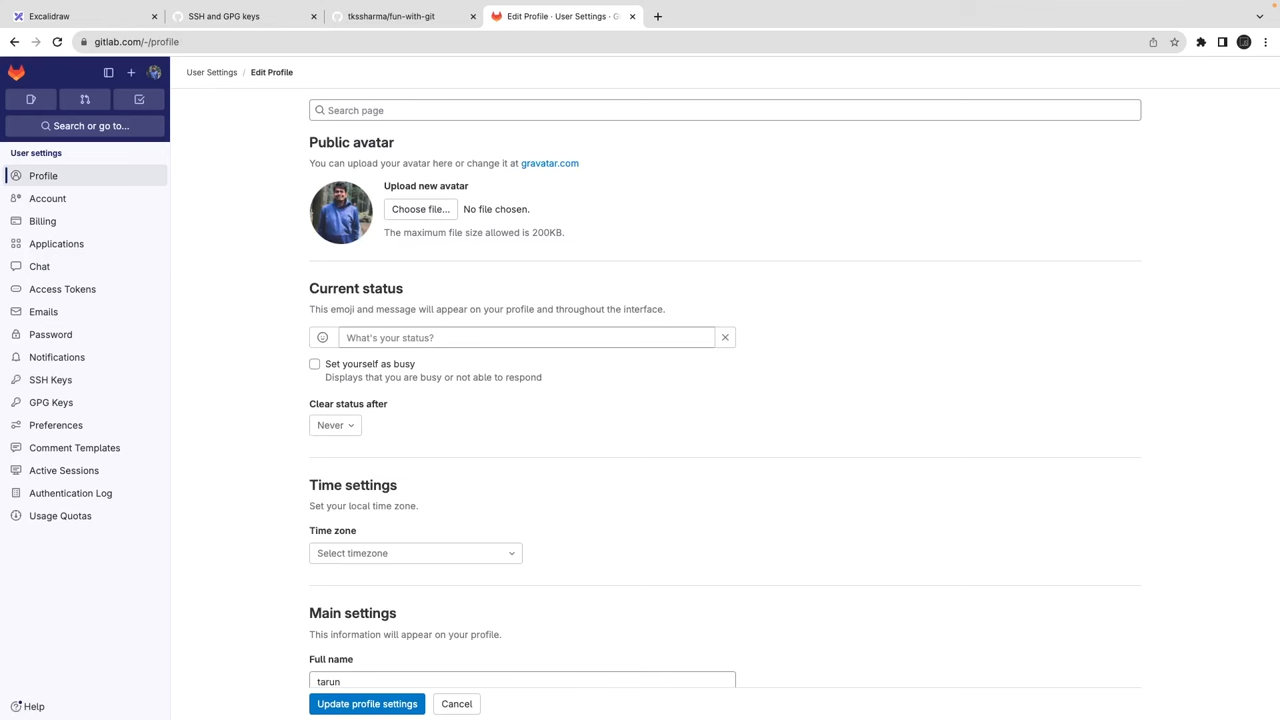 Excalidraw
SSH and GPG keys
tkssharma/fun-with-git
Edit Profile · User Settings · G
gitlab.com/-/profile
User Settings / Edit Profile
Search or go to...
User settings
Profile
Account
Billing
Applications
Chat
Access Tokens
Emails
Password
Notifications
SSH Keys
GPG Keys
Preferences
Comment Templates
Active Sessions
Authentication Log
Usage Quotas
Help
Search page
Public avatar
You can upload your avatar here or change it at gravatar.com
Upload new avatar
Choose file... No file chosen.
The maximum file size allowed is 200KB.
Current status
This emoji and message will appear on your profile and throughout the interface.
What's your status?
Set yourself as busy
Displays that you are busy or not able to respond
Clear status after
Never
Time settings
Set your local time zone.
Time zone
Select timezone
Main settings
This information will appear on your profile.
Full name
tarun
Update profile settings Cancel